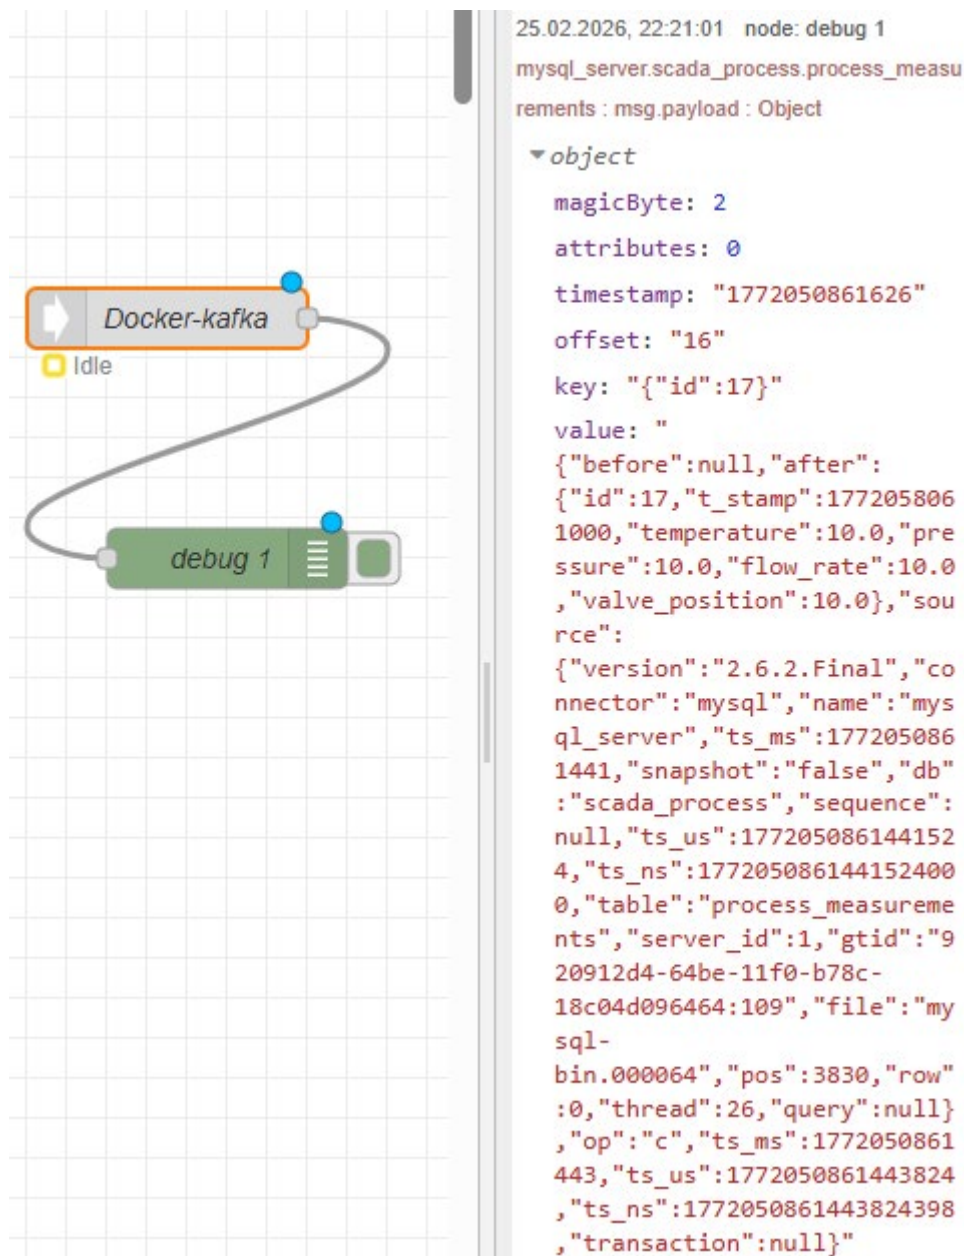 Docker-kafka
Idle
debug 1
25.02.2026, 22:21:01 node: debug 1
mysql_server.scada_process.process_measu
rements : msg.payload : Object
object
magicByte: 2
attributes: 0
timestamp: "1772050861626"
offset: "16"
key: "{"id":17}"
value: "
{"before":null,"after":
{"id":17,"t_stamp":177205806
1000,"temperature":10.0,"pre
ssure":10.0,"flow_rate":10.0
,"valve_position":10.0},"sou
rce":
{"version":"2.6.2.Final","co
nnector":"mysql","name":"mys
ql_server","ts_ms":177205086
1441,"snapshot":"false","db"
:"scada_process","sequence":
null,"ts_us":177205086144152
4,"ts_ns":177205086144152400
0,"table":"process_measureme
nts","server_id":1,"gtid":"9
20912d4-64be-11f0-b78c-
18c04d096464:109","file":"my
sql-
bin.000064","pos":3830,"row"
:0,"thread":26,"query":null}
,"op":"c","ts_ms":1772050861
443,"ts_us":1772050861443824
,"ts_ns":1772050861443824398
,"transaction":null}"